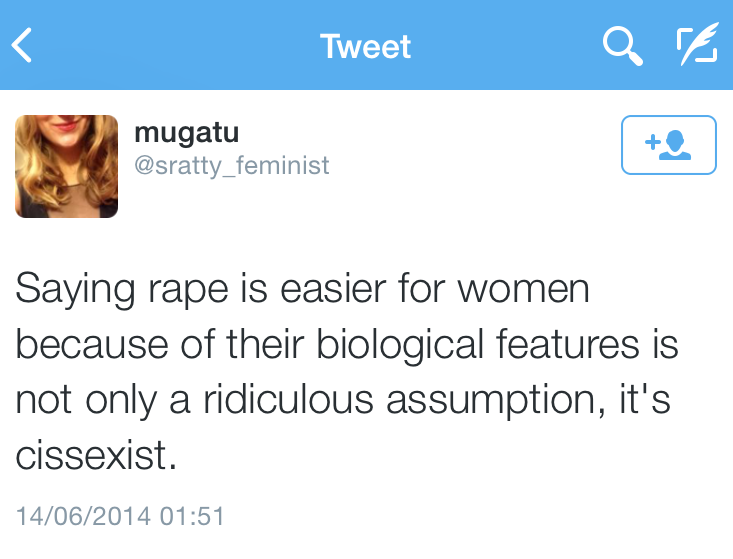 Tweet
mugatu
@sratty_feminist
Saying rape is easier for women
because of their biological features is
not only a ridiculous assumption, it's
cissexist.
14/06/2014 01:51